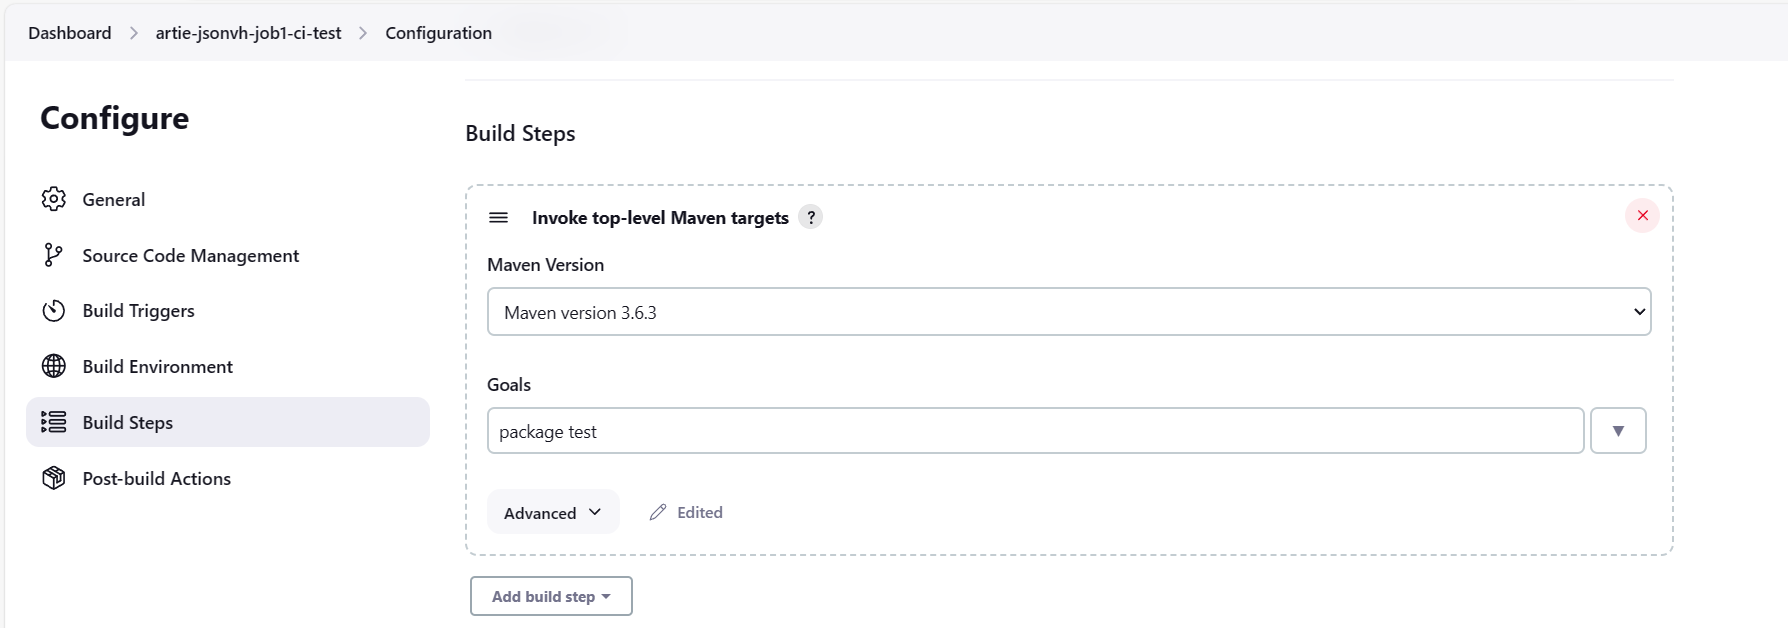 Dashboard > artie-jsonvh-job1-ci-test > Configuration
Configure
General
Source Code Management
Build Triggers
Build Environment
Build Steps
Post-build Actions
Build Steps
Invoke top-level Maven targets ?
Maven Version
Maven version 3.6.3
Goals
package test
Advanced
Edited
Add build step